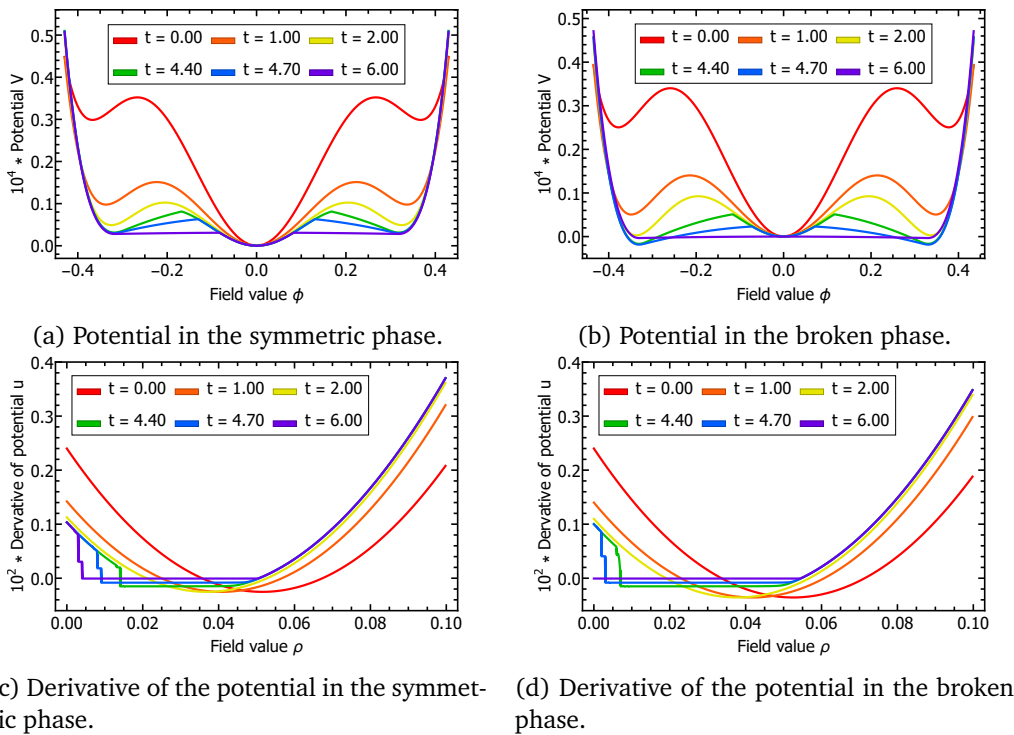 10⁴ * Potential V
0.5
0.4
0.3
0.2
0.1
0.0
t = 0.00 t = 1.00 t = 2.00
t = 4.40 t = 4.70 t = 6.00
−0.4 −0.2 0.0 0.2 0.4
Field value ϕ
(a) Potential in the symmetric phase.
10⁴ * Potential V
0.5
0.4
0.3
0.2
0.1
0.0
t = 0.00 t = 1.00 t = 2.00
t = 4.40 t = 4.70 t = 6.00
−0.4 −0.2 0.0 0.2 0.4
Field value ϕ
(b) Potential in the broken phase.
10² * Dervative of potential u
0.4
0.3
0.2
0.1
0.0
t = 0.00 t = 1.00 t = 2.00
t = 4.40 t = 4.70 t = 6.00
0.00 0.02 0.04 0.06 0.08 0.10
Field value ρ
c) Derivative of the potential in the symmet-
ric phase.
10² * Dervative of potential u
0.4
0.3
0.2
0.1
0.0
t = 0.00 t = 1.00 t = 2.00
t = 4.40 t = 4.70 t = 6.00
0.00 0.02 0.04 0.06 0.08 0.10
Field value ρ
(d) Derivative of the potential in the broken
phase.